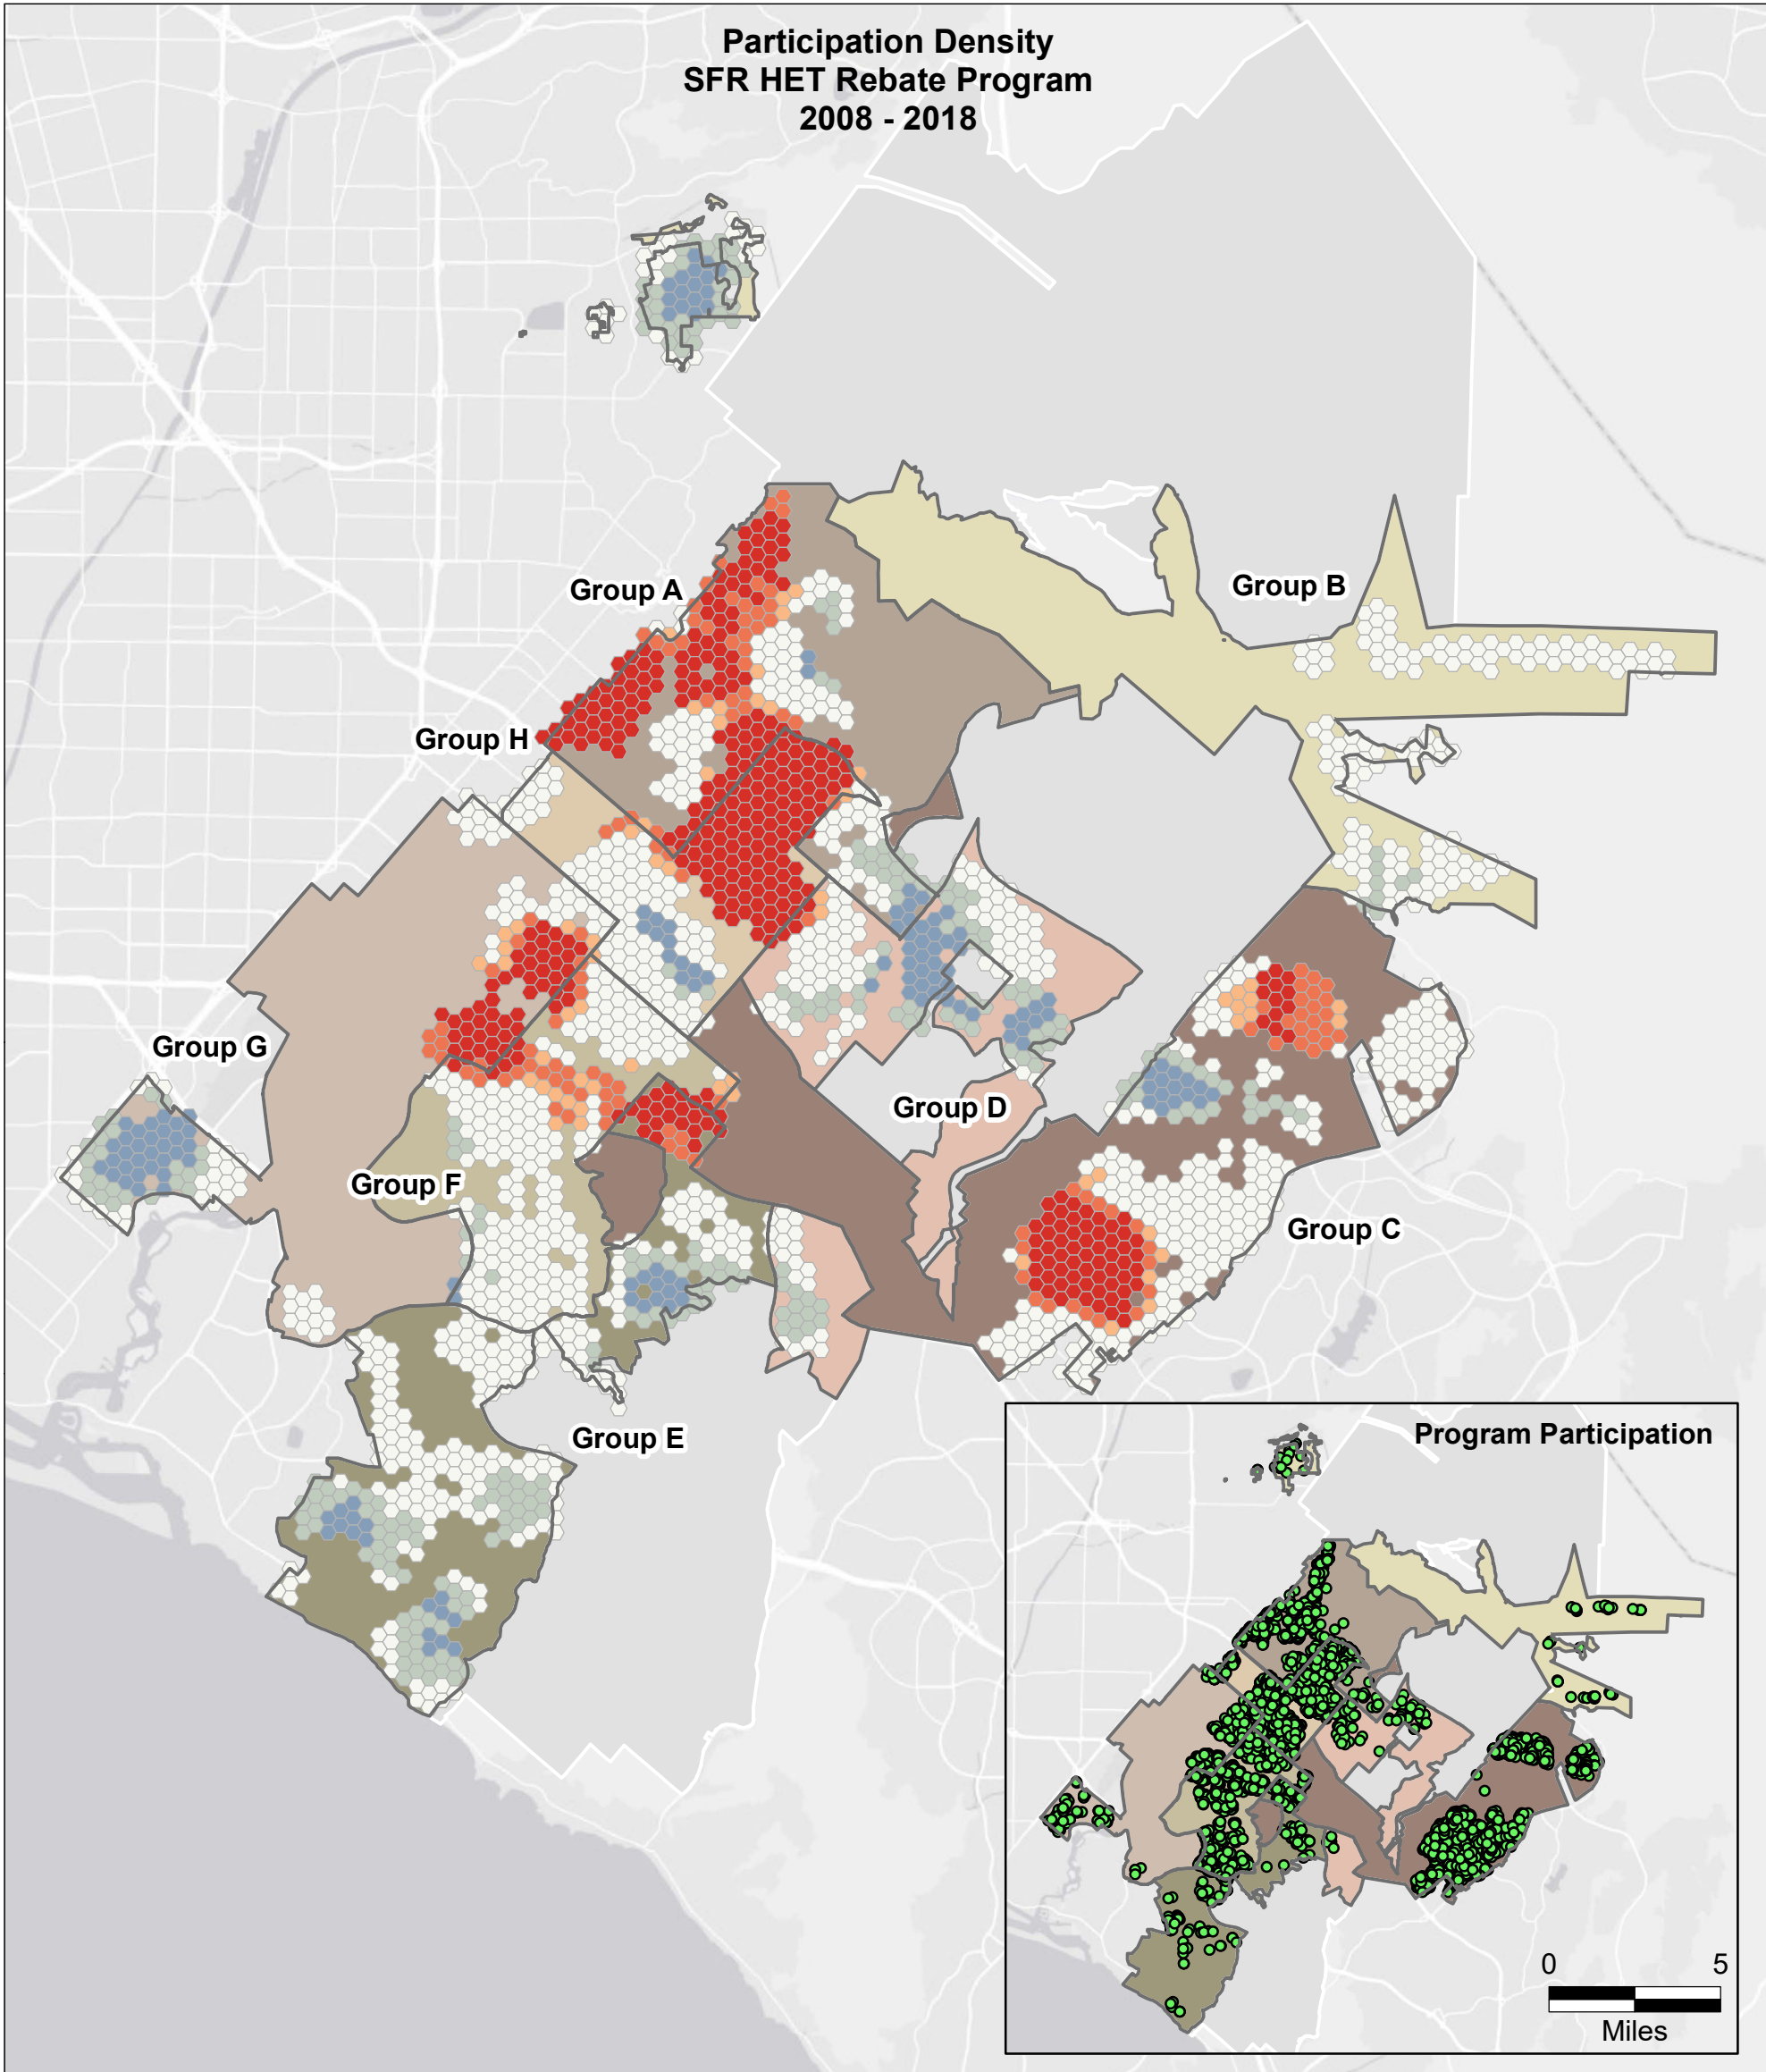 Participation Density
SFR HET Rebate Program
2008 - 2018
Group A
Group B
Group H
Group G
Group D
Group F
Group C
Group E
Program Participation
0 5
Miles